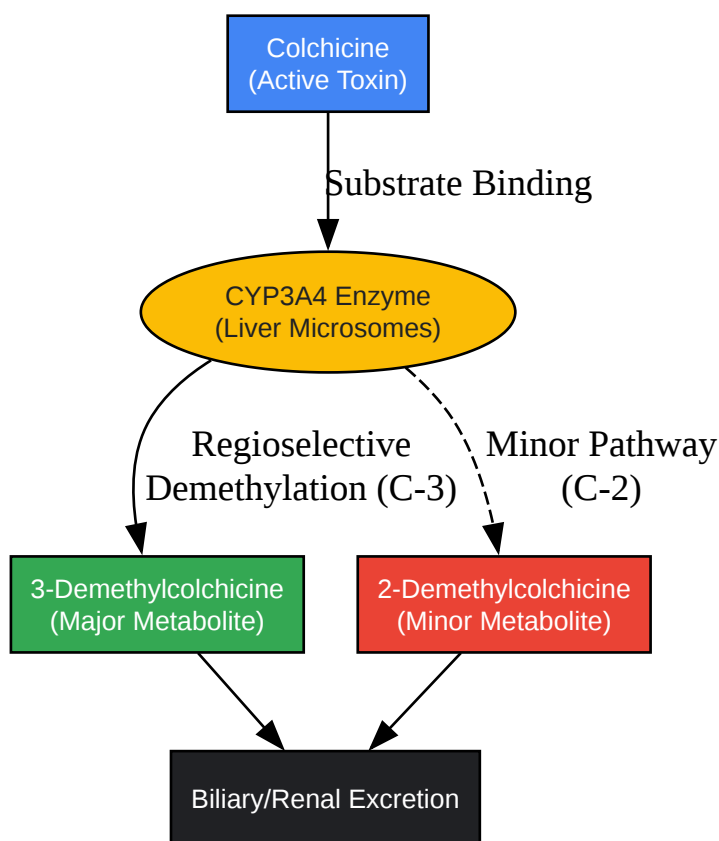 Colchicine
(Active Toxin)
Substrate Binding
CYP3A4 Enzyme
(Liver Microsomes)
Regioselective
Demethylation (C-3)
Minor Pathway
(C-2)
3-Demethylcolchicine
(Major Metabolite)
2-Demethylcolchicine
(Minor Metabolite)
Biliary/Renal Excretion